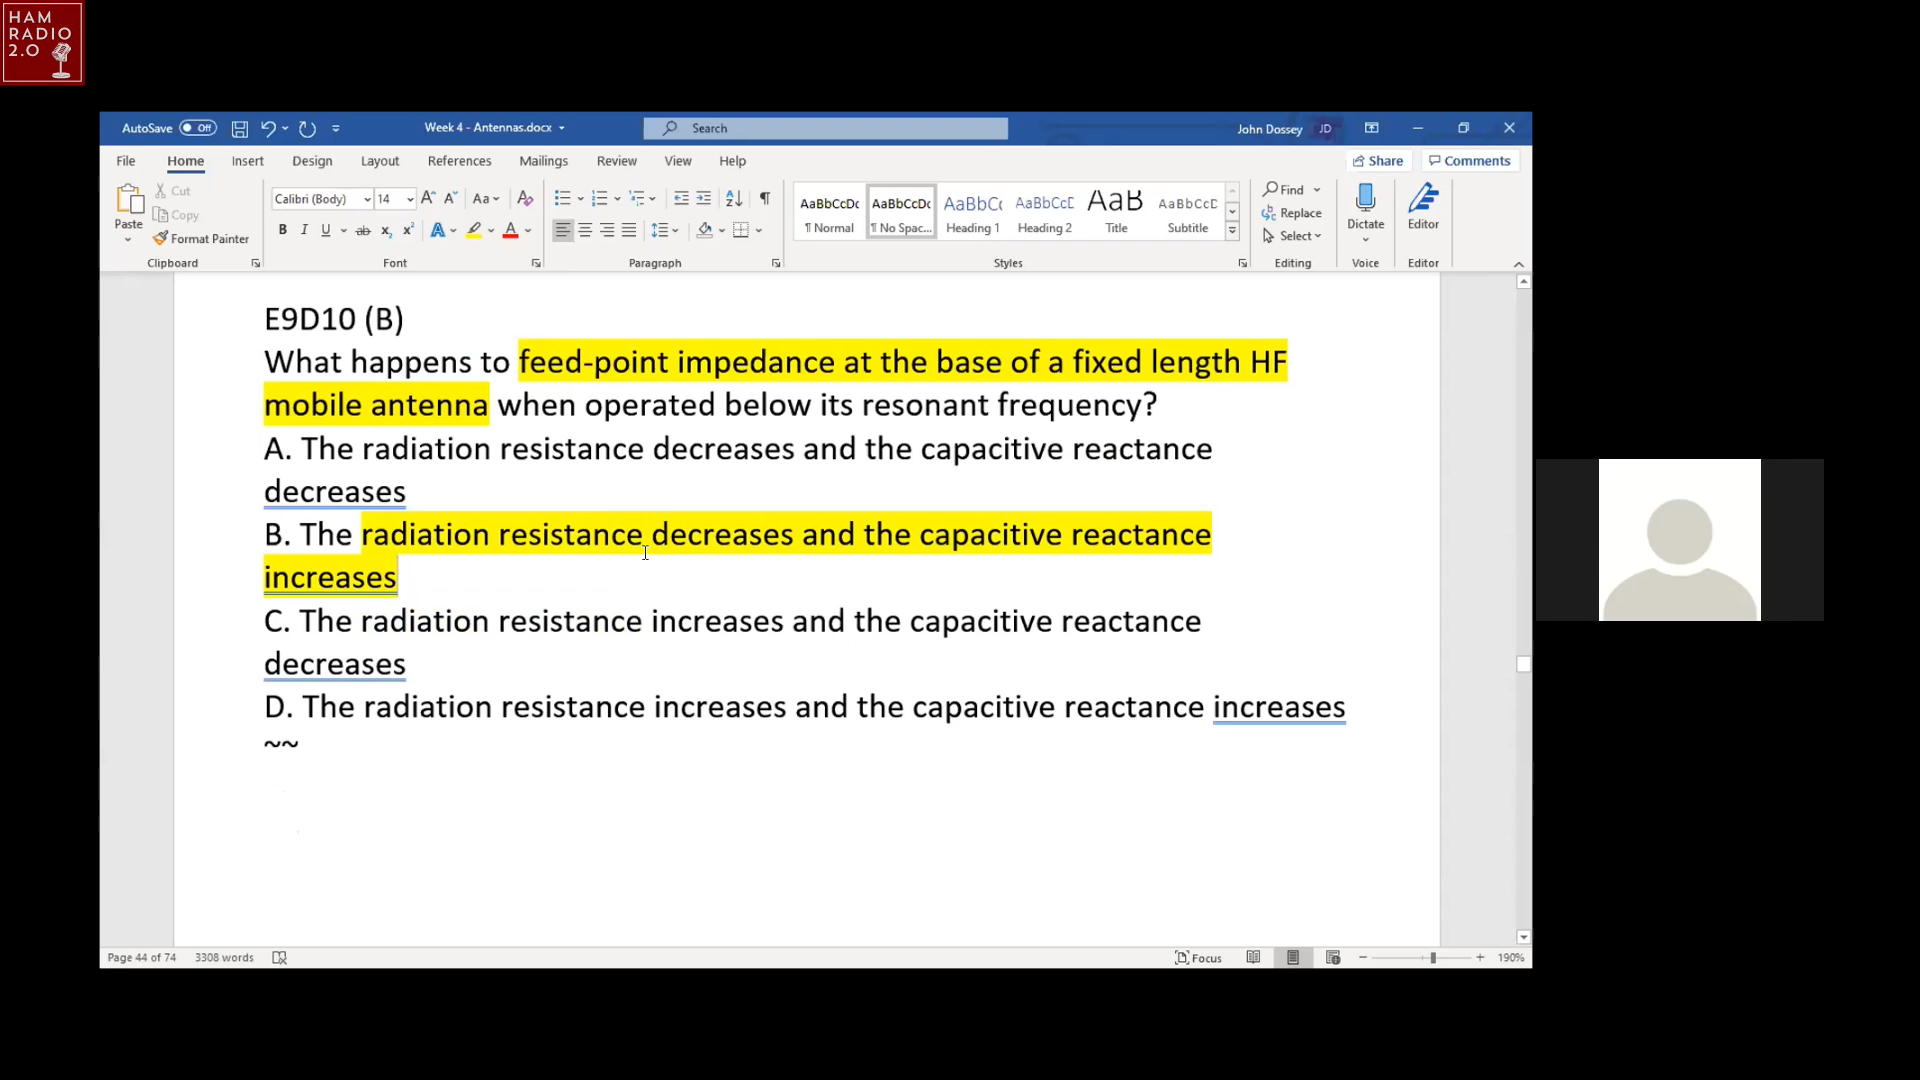 HAM
RADIO
2.0
AutoSave Off
Week 4 - Antennas.docx
Search
John Dossey JD
File Home Insert Design Layout References Mailings Review View Help
Share Comments
Paste
Cut
Copy
Format Painter
Clipboard
Calibri (Body) 14
Font
Paragraph
AaBbCcDc AaBbCcDc AaBbCc AaBbCcD AaB AaBbCcD
¶ Normal ¶ No Spac... Heading 1 Heading 2 Title Subtitle
Styles
Find
Replace
Select
Editing
Dictate
Voice
Editor
Editor
E9D10 (B)
What happens to feed-point impedance at the base of a fixed length HF
mobile antenna when operated below its resonant frequency?
A. The radiation resistance decreases and the capacitive reactance
decreases
B. The radiation resistance decreases and the capacitive reactance
increases
C. The radiation resistance increases and the capacitive reactance
decreases
D. The radiation resistance increases and the capacitive reactance increases
~~
Page 44 of 74 3308 words
Focus
190%